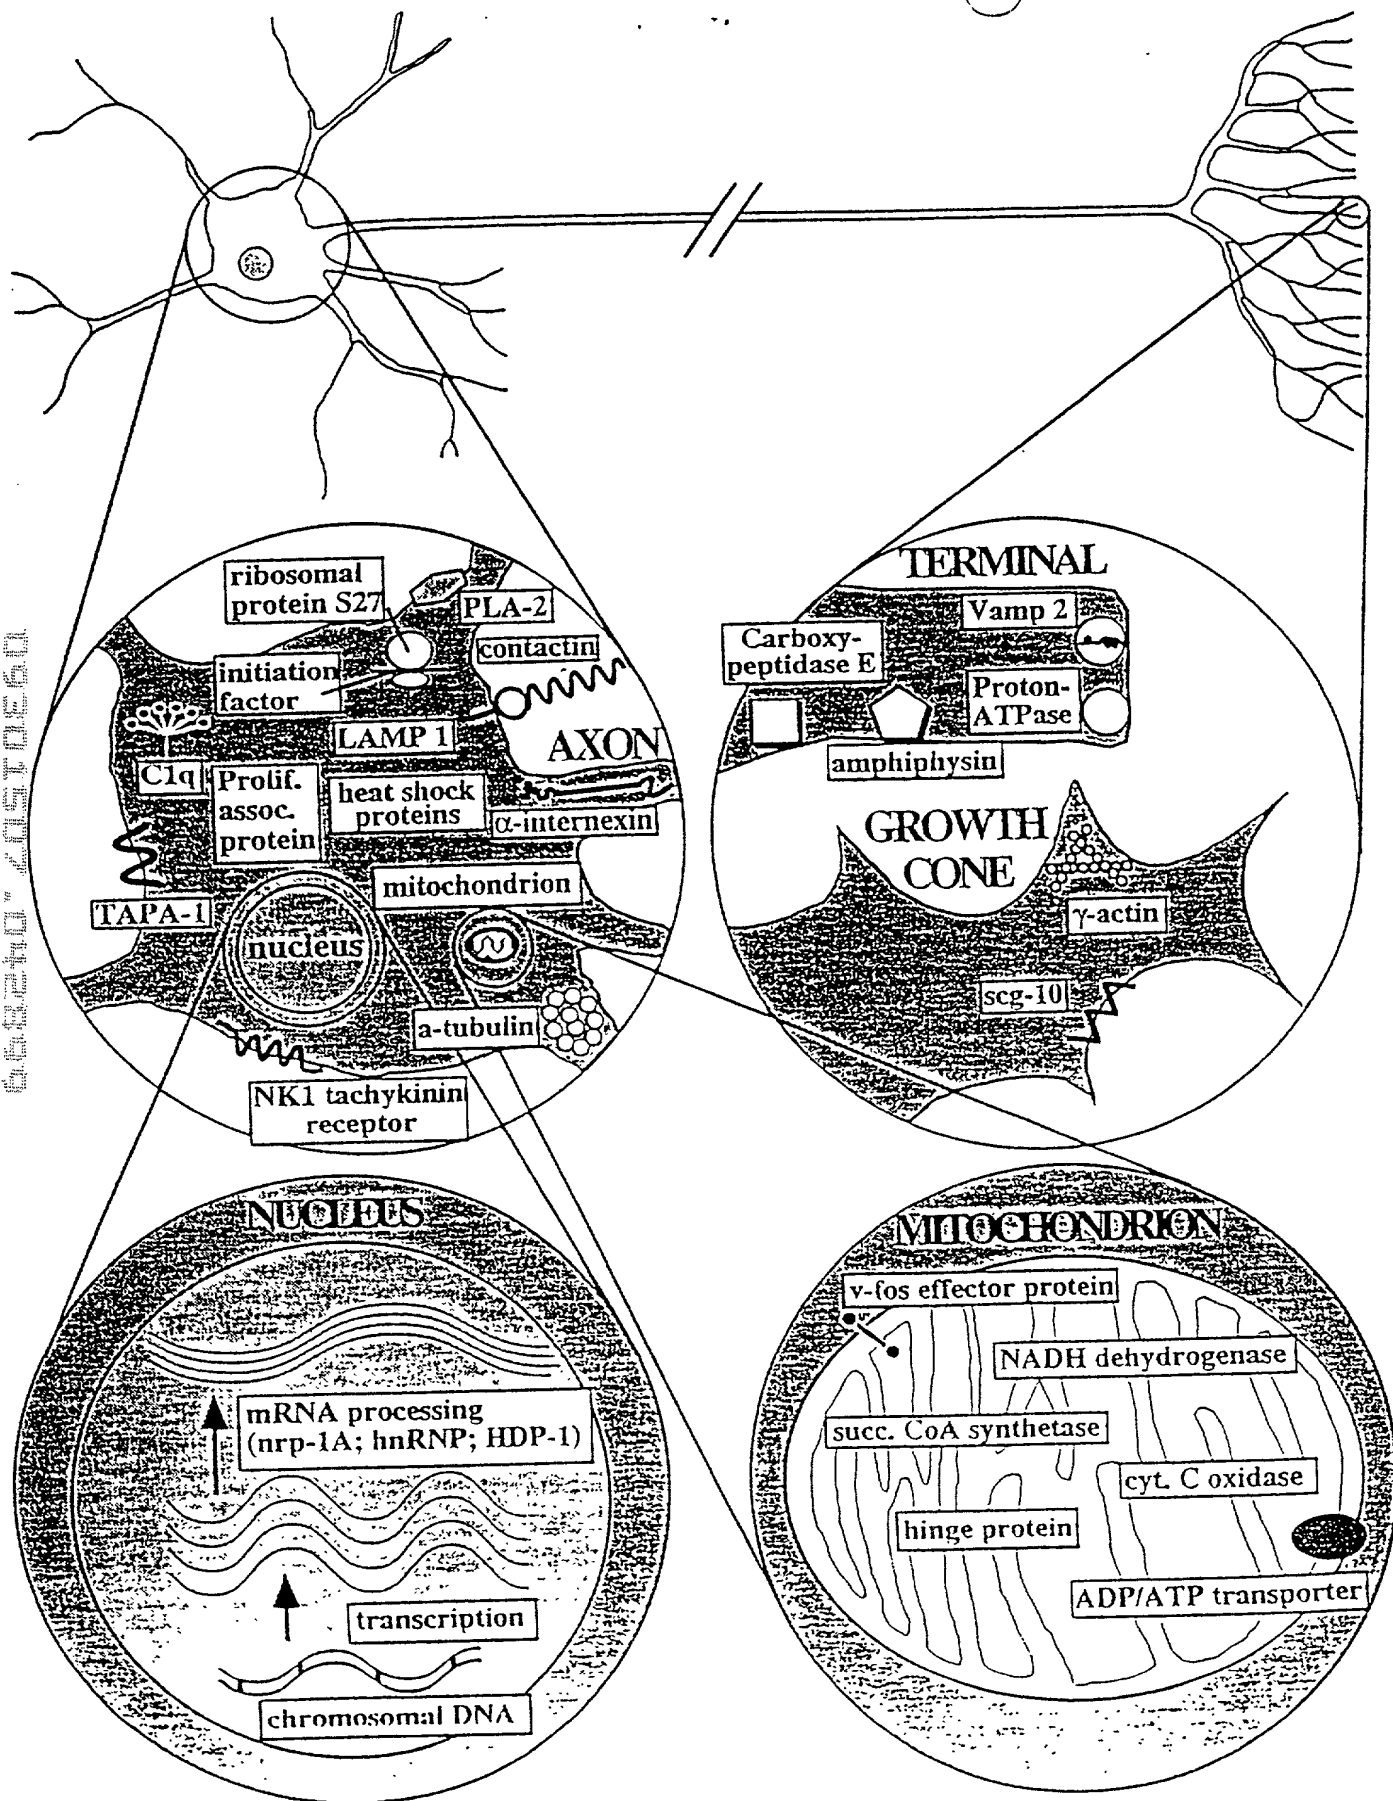 ribosomal
protein S27
PLA-2
contactin
initiation
factor
LAMP 1
AXON
C1q
Prolif.
assoc.
protein
heat shock
proteins
α-internexin
mitochondrion
TAPA-1
nucleus
a-tubulin
NK1 tachykinin
receptor
TERMINAL
Vamp 2
Carboxy-
peptidase E
Proton-
ATPase
amphiphysin
GROWTH
CONE
γ-actin
scg-10
NUCLEUS
mRNA processing
(nrp-1A; hnRNP; HDP-1)
transcription
chromosomal DNA
MITOCHONDRION
v-fos effector protein
NADH dehydrogenase
succ. CoA synthetase
cyt. C oxidase
hinge protein
ADP/ATP transporter